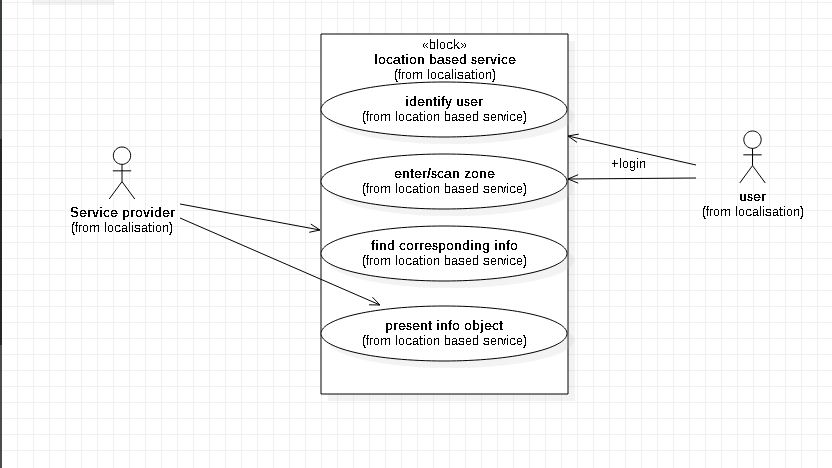 «block»
location based service
(from localisation)
identify user
(from location based service)
enter/scan zone
(from location based service)
find corresponding info
(from location based service)
present info object
(from location based service)
Service provider
(from localisation)
+login
user
(from localisation)